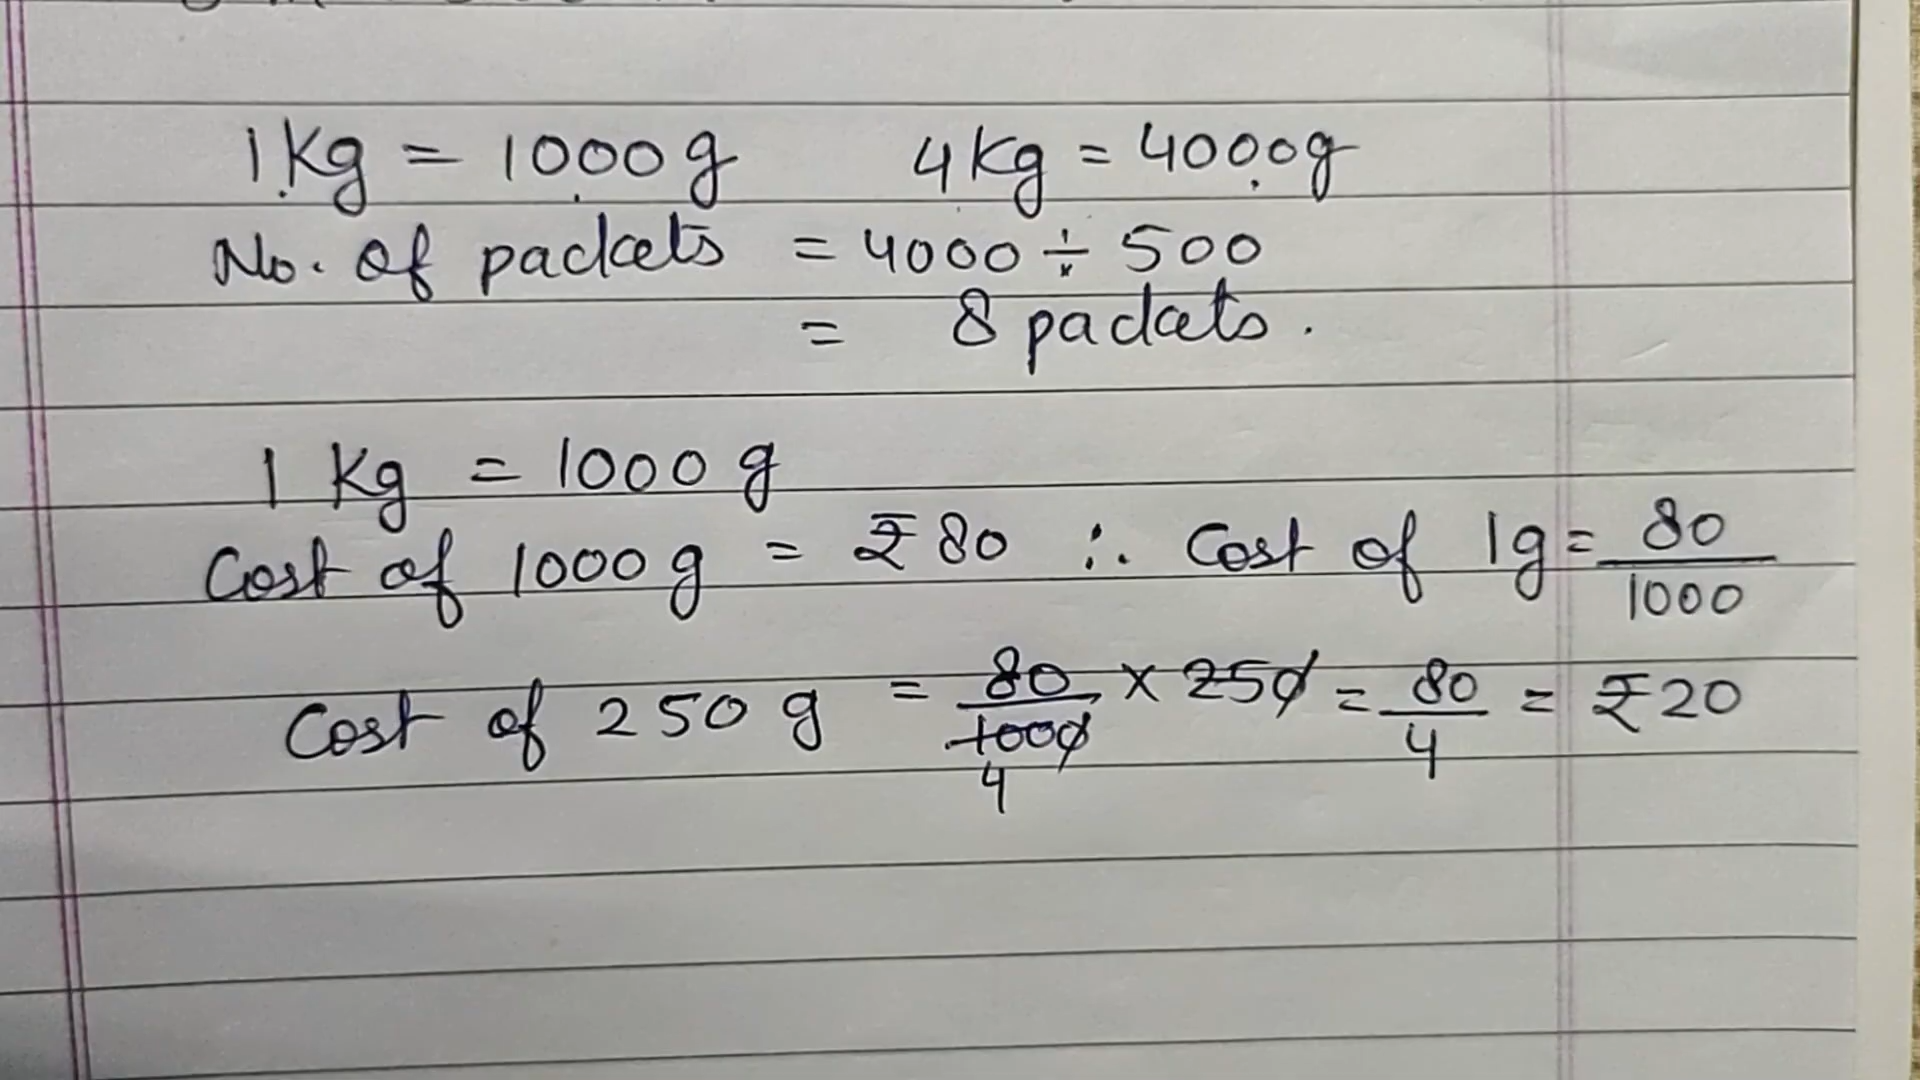 1 Kg = 1000 g 4 Kg = 4000g
No. of packets = 4000 ÷ 500
= 8 packets.
1 Kg = 1000 g
Cost of 1000 g = ₹ 80 ∴ Cost of 1g = 80/1000
Cost of 250 g = 80/1000 × 250 = 80/4 = ₹ 20
4